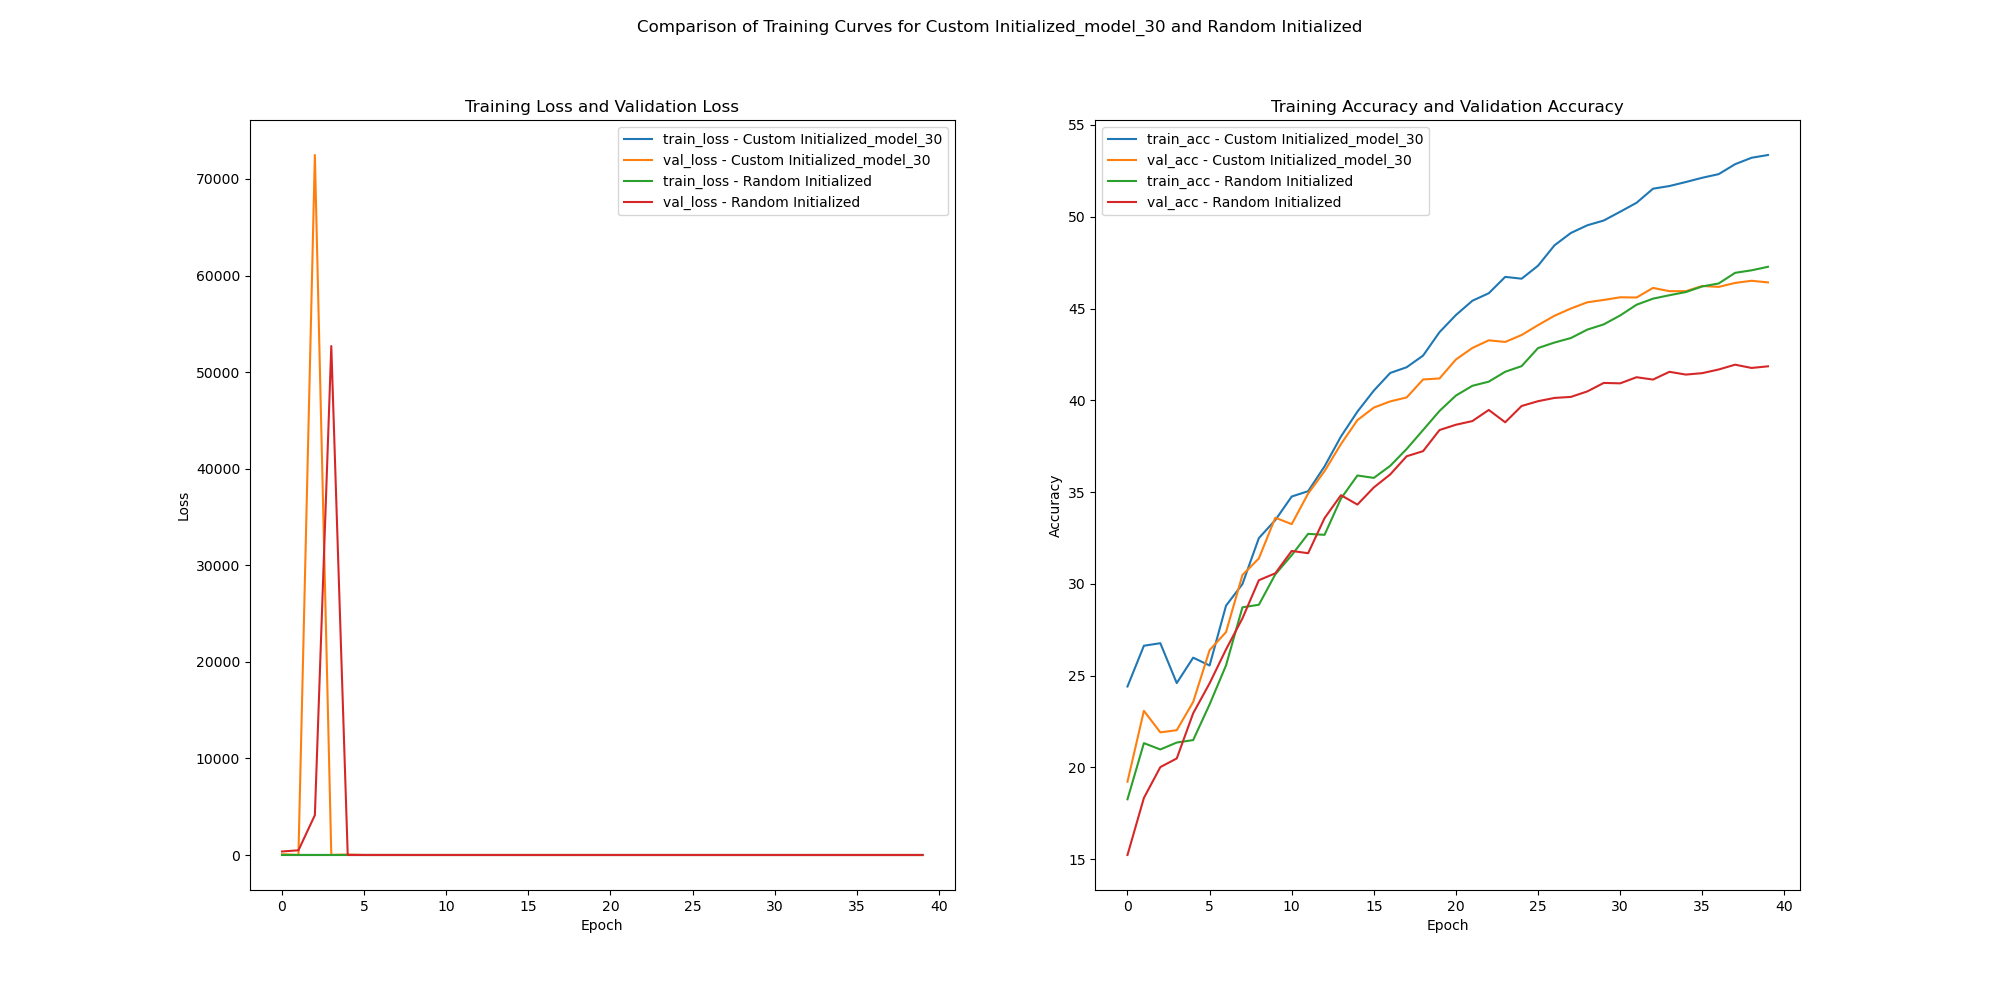 Comparison of Training Curves for Custom Initialized_model_30 and Random Initialized
Training Loss and Validation Loss
train_loss - Custom Initialized_model_30
val_loss - Custom Initialized_model_30
train_loss - Random Initialized
val_loss - Random Initialized
70000
60000
50000
40000
30000
20000
10000
0
Loss
0 5 10 15 20 25 30 35 40
Epoch
Training Accuracy and Validation Accuracy
train_acc - Custom Initialized_model_30
val_acc - Custom Initialized_model_30
train_acc - Random Initialized
val_acc - Random Initialized
55
50
45
40
35
30
25
20
15
Accuracy
0 5 10 15 20 25 30 35 40
Epoch